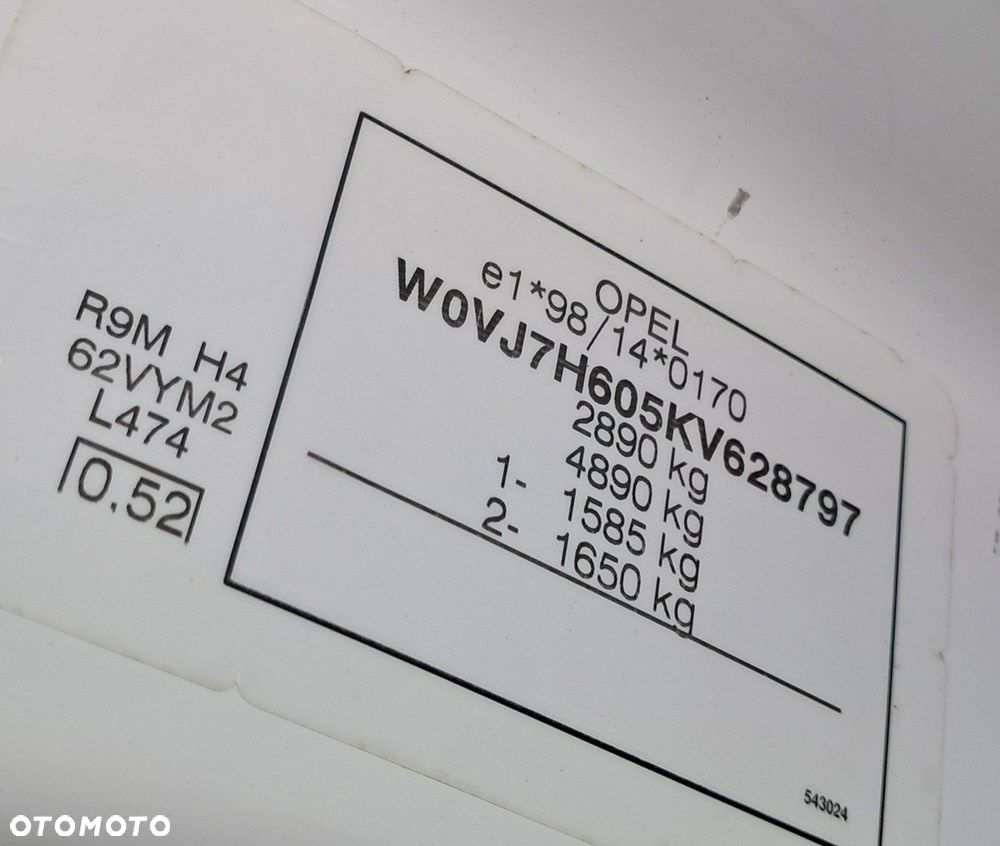 OPEL
e1*98/14*0170
W0VJ7H605KV628797
2890 kg
4890 kg
1- 1585 kg
2- 1650 kg
R9M H4
62VYM2
L474
0.52
543024
OTOMOTO